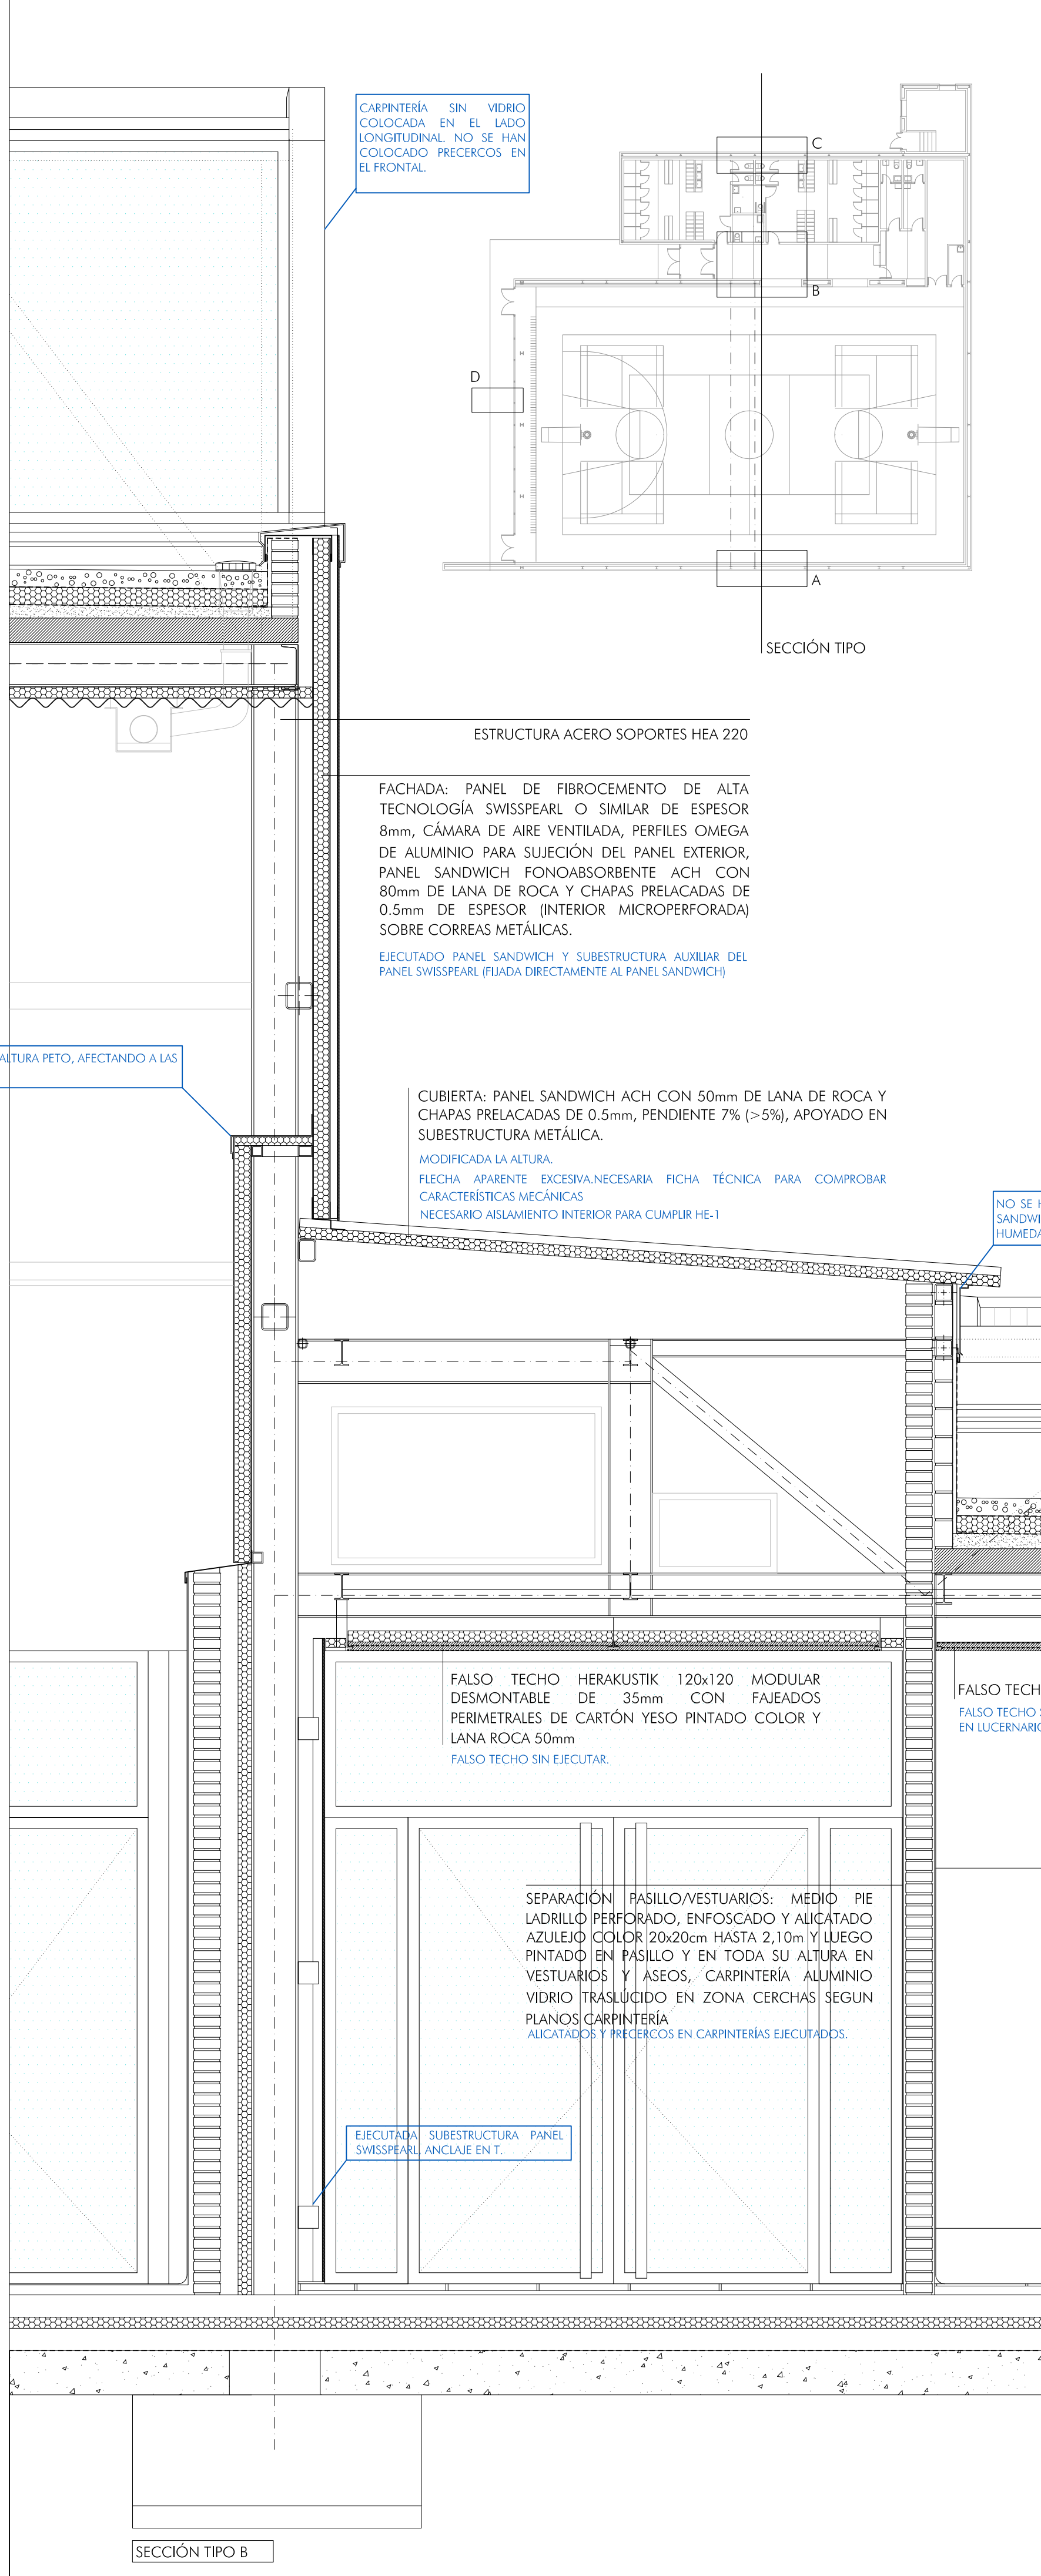 CARPINTERÍA SIN VIDRIO
COLOCADA EN EL LADO
LONGITUDINAL. NO SE HAN
COLOCADO PRECERCOS EN
EL FRONTAL.
C
B
D
A
SECCIÓN TIPO
ESTRUCTURA ACERO SOPORTES HEA 220
FACHADA: PANEL DE FIBROCEMENTO DE ALTA
TECNOLOGÍA SWISSPEARL O SIMILAR DE ESPESOR
8mm, CÁMARA DE AIRE VENTILADA, PERFILES OMEGA
DE ALUMINIO PARA SUJECIÓN DEL PANEL EXTERIOR,
PANEL SANDWICH FONOABSORBENTE ACH CON
80mm DE LANA DE ROCA Y CHAPAS PRELACADAS DE
0.5mm DE ESPESOR (INTERIOR MICROPERFORADA)
SOBRE CORREAS METÁLICAS.
EJECUTADO PANEL SANDWICH Y SUBESTRUCTURA AUXILIAR DEL
PANEL SWISSPEARL (FIJADA DIRECTAMENTE AL PANEL SANDWICH)
ALTURA PETO, AFECTANDO A LAS
CUBIERTA: PANEL SANDWICH ACH CON 50mm DE LANA DE ROCA Y
CHAPAS PRELACADAS DE 0.5mm, PENDIENTE 7% (>5%), APOYADO EN
SUBESTRUCTURA METÁLICA.
MODIFICADA LA ALTURA.
FLECHA APARENTE EXCESIVA.NECESARIA FICHA TÉCNICA PARA COMPROBAR
CARACTERÍSTICAS MECÁNICAS
NECESARIO AISLAMIENTO INTERIOR PARA CUMPLIR HE-1
NO SE H
SANDWI
HUMEDA
FALSO TECHO HERAKUSTIK 120x120 MODULAR
DESMONTABLE DE 35mm CON FAJEADOS
PERIMETRALES DE CARTÓN YESO PINTADO COLOR Y
LANA ROCA 50mm
FALSO TECHO SIN EJECUTAR.
FALSO TECH
FALSO TECHO S
EN LUCERNARIO
SEPARACIÓN PASILLO/VESTUARIOS: MEDIO PIE
LADRILLO PERFORADO, ENFOSCADO Y ALICATADO
AZULEJO COLOR 20x20cm HASTA 2,10m Y LUEGO
PINTADO EN PASILLO Y EN TODA SU ALTURA EN
VESTUARIOS Y ASEOS, CARPINTERÍA ALUMINIO
VIDRIO TRASLÚCIDO EN ZONA CERCHAS SEGUN
PLANOS CARPINTERÍA
ALICATADOS Y PRECERCOS EN CARPINTERÍAS EJECUTADOS.
EJECUTADA SUBESTRUCTURA PANEL
SWISSPEARL. ANCLAJE EN T.
SECCIÓN TIPO B